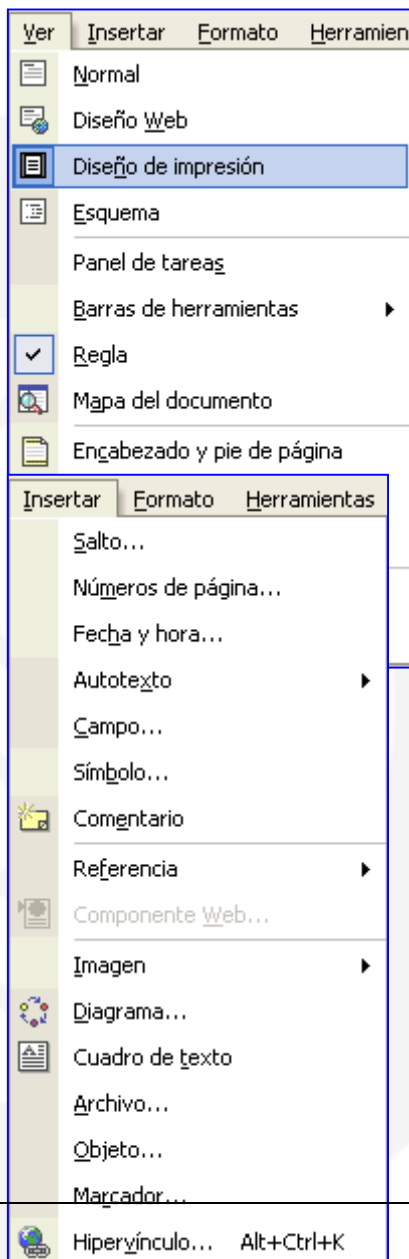 Ver Insertar Formato Herramien
Normal
Diseño Web
Diseño de impresión
Esquema
Panel de tareas
Barras de herramientas
Regla
Mapa del documento
Encabezado y pie de página
Insertar Formato Herramientas
Salto...
Números de página...
Fecha y hora...
Autotexto
Campo...
Símbolo...
Comentario
Referencia
Componente Web...
Imagen
Diagrama...
Cuadro de texto
Archivo...
Objeto...
Marcador...
Hipervínculo... Alt+Ctrl+K